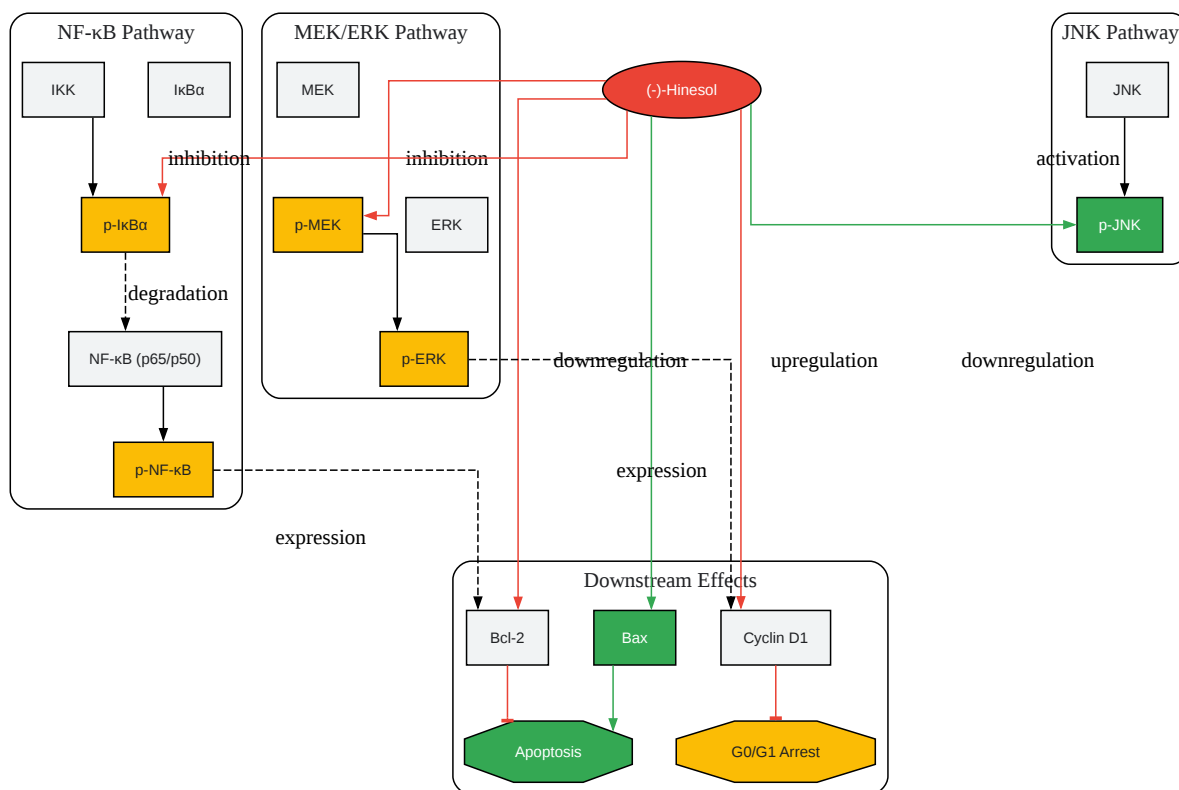 NF-κB Pathway
MEK/ERK Pathway
JNK Pathway
IKK
IκBα
MEK
(-)-Hinesol
JNK
inhibition
inhibition
activation
p-IκBα
p-MEK
ERK
p-JNK
degradation
NF-κB (p65/p50)
p-ERK
downregulation
upregulation
downregulation
p-NF-κB
expression
expression
Downstream Effects
Bcl-2
Bax
Cyclin D1
Apoptosis
G0/G1 Arrest